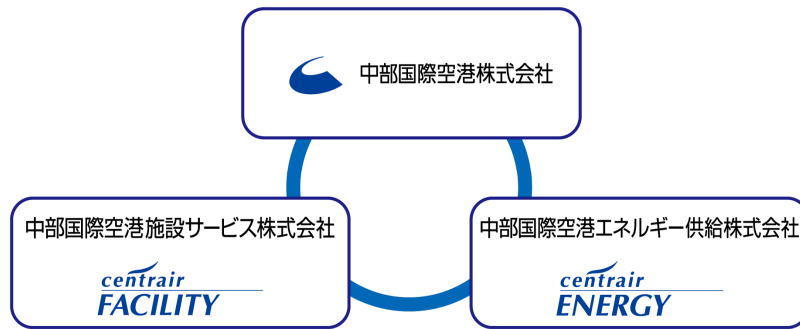 中部国際空港株式会社
中部国際空港施設サービス株式会社
centrair
FACILITY
中部国際空港エネルギー供給株式会社
centrair
ENERGY